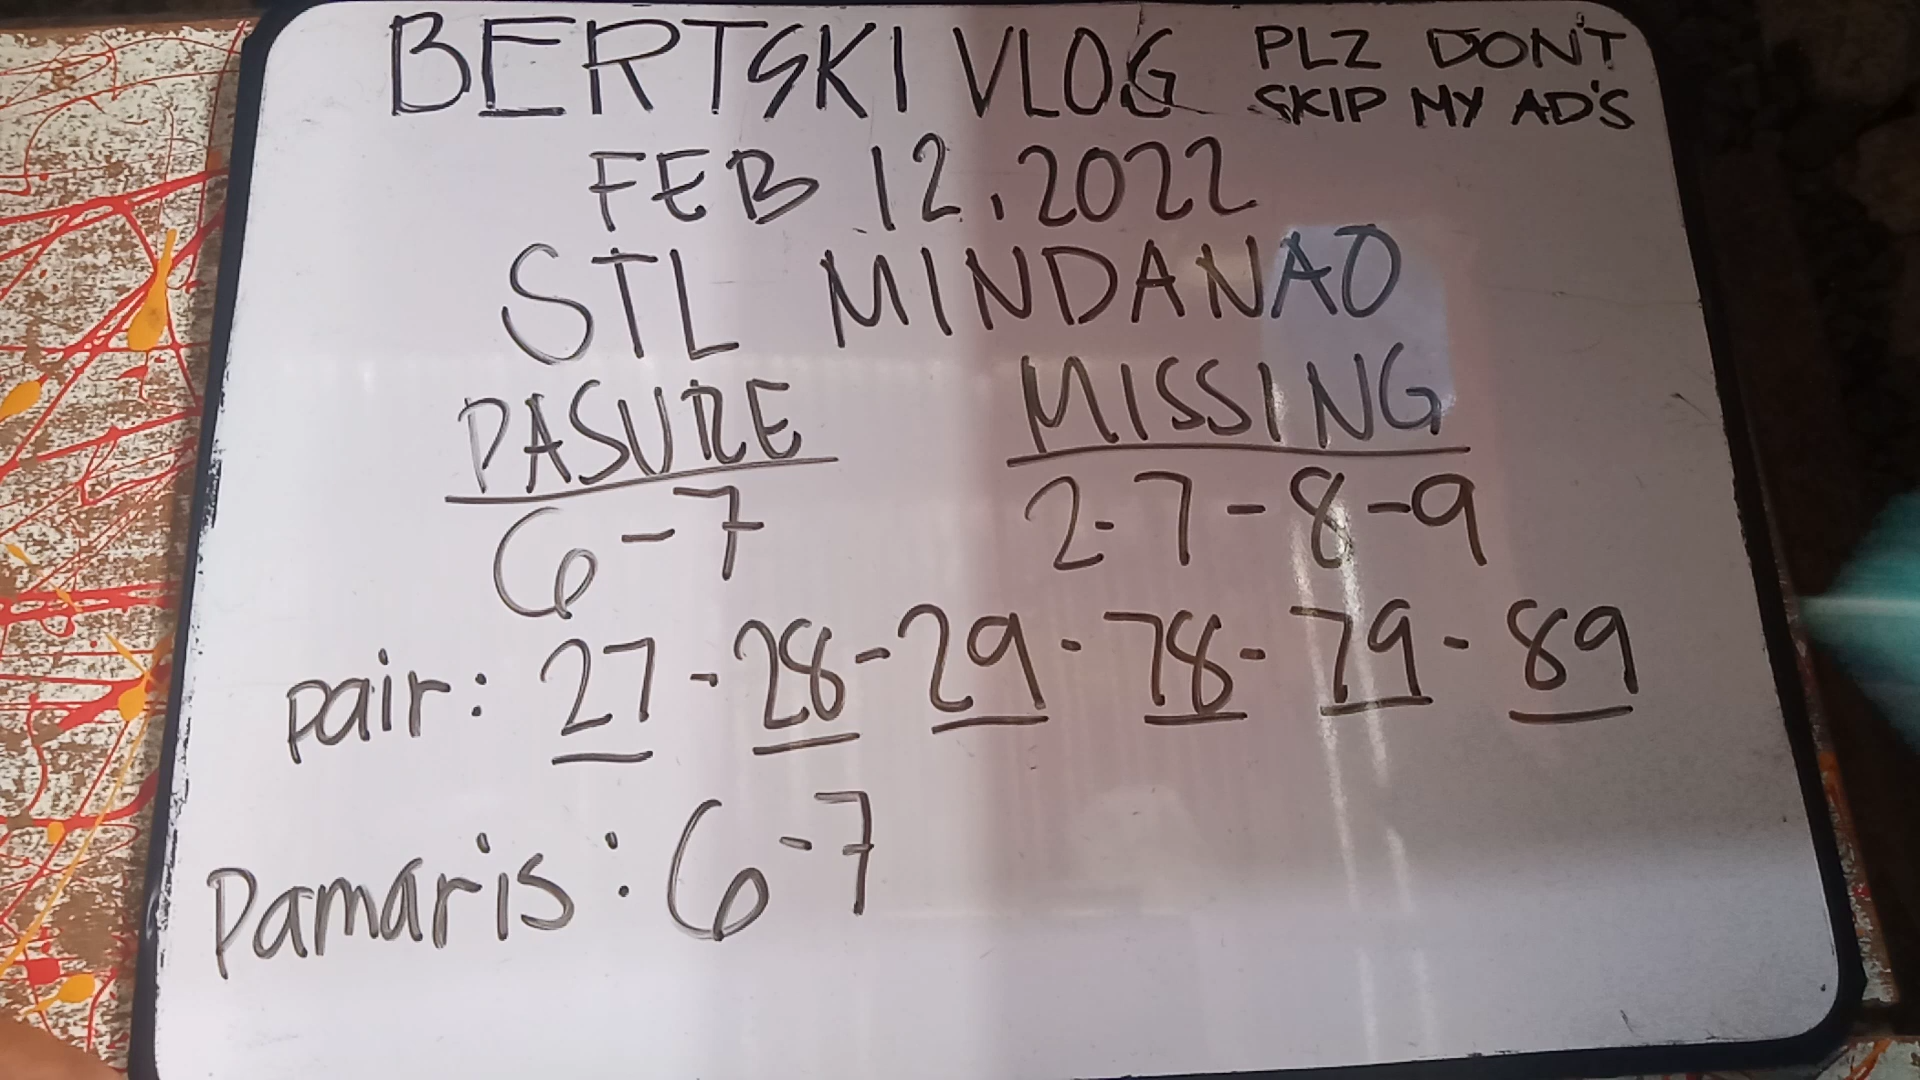 BERTSKI VLOG
PLZ DON'T
SKIP MY AD'S
FEB 12, 2022
STL MINDANAO
PASURE
6-7
MISSING
2-7-8-9
pair: 27-28-29-78-79-89
Pamaris: 6-7